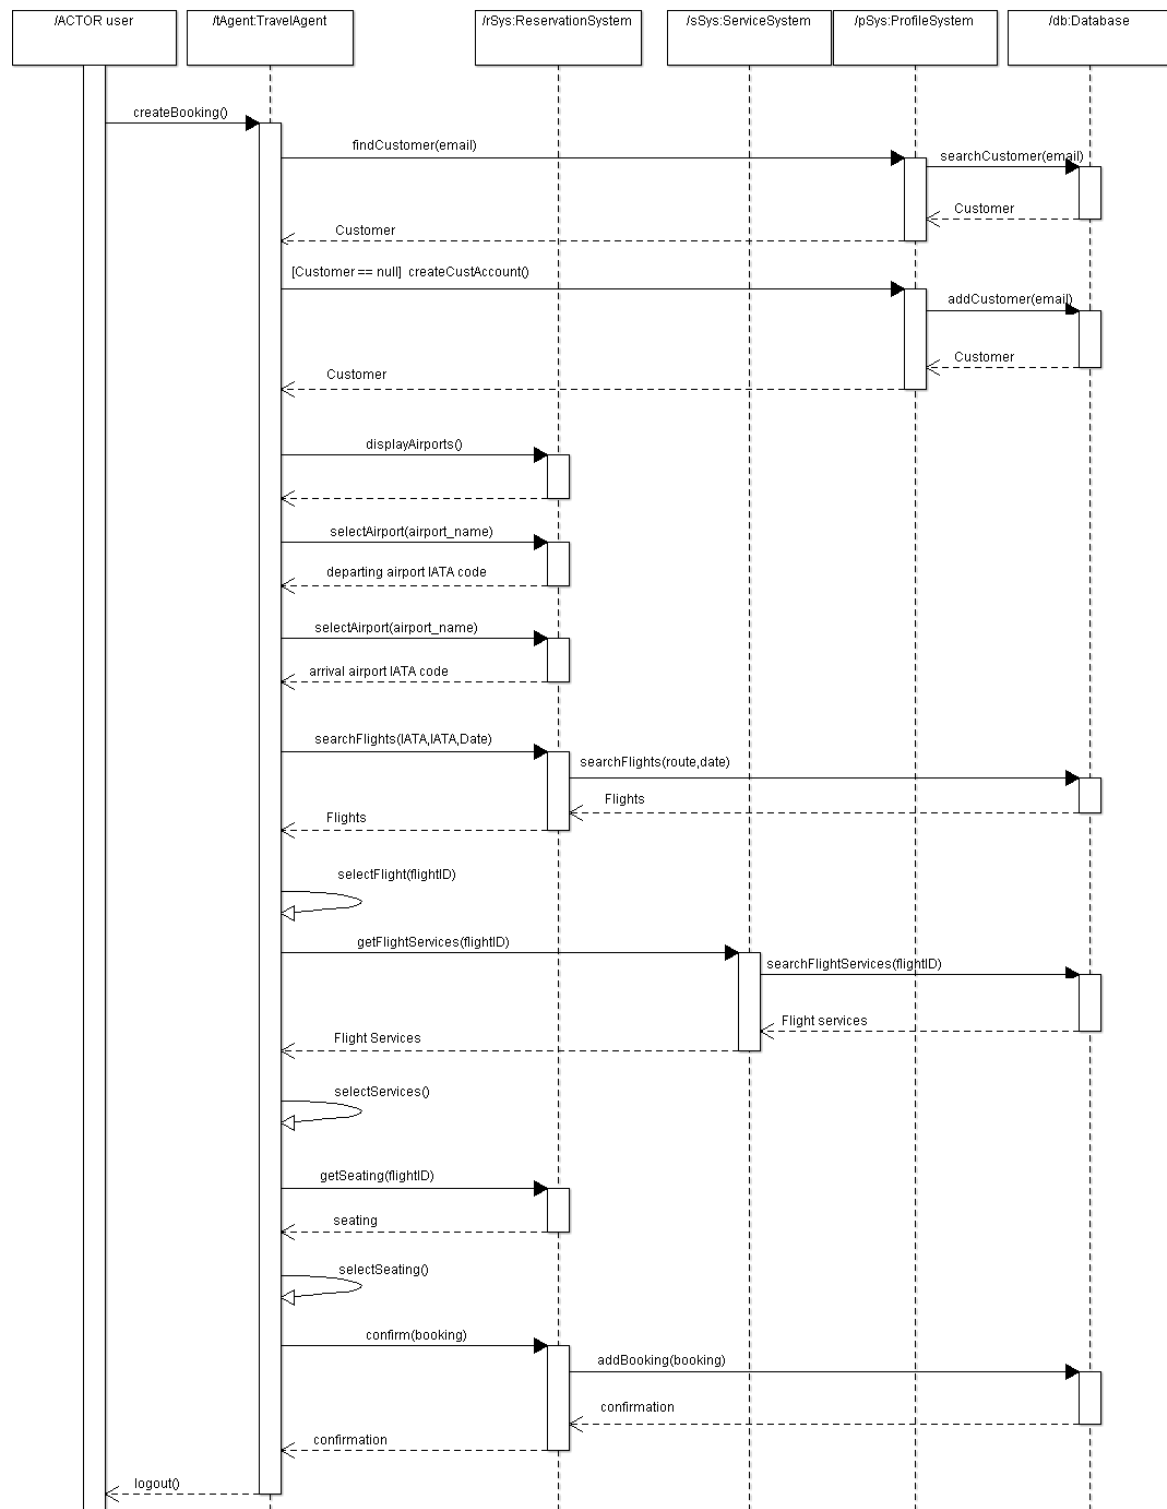 /ACTOR user
/tAgent:TravelAgent
/rSys:ReservationSystem
/sSys:ServiceSystem
/pSys:ProfileSystem
/db:Database
createBooking()
findCustomer(email)
searchCustomer(email)
Customer
Customer
[Customer == null] createCustAccount()
addCustomer(email)
Customer
Customer
displayAirports()
selectAirport(airport_name)
departing airport IATA code
selectAirport(airport_name)
arrival airport IATA code
searchFlights(IATA,IATA,Date)
searchFlights(route,date)
Flights
Flights
selectFlight(flightID)
getFlightServices(flightID)
searchFlightServices(flightID)
Flight services
Flight Services
selectServices()
getSeating(flightID)
seating
selectSeating()
confirm(booking)
addBooking(booking)
confirmation
confirmation
logout()